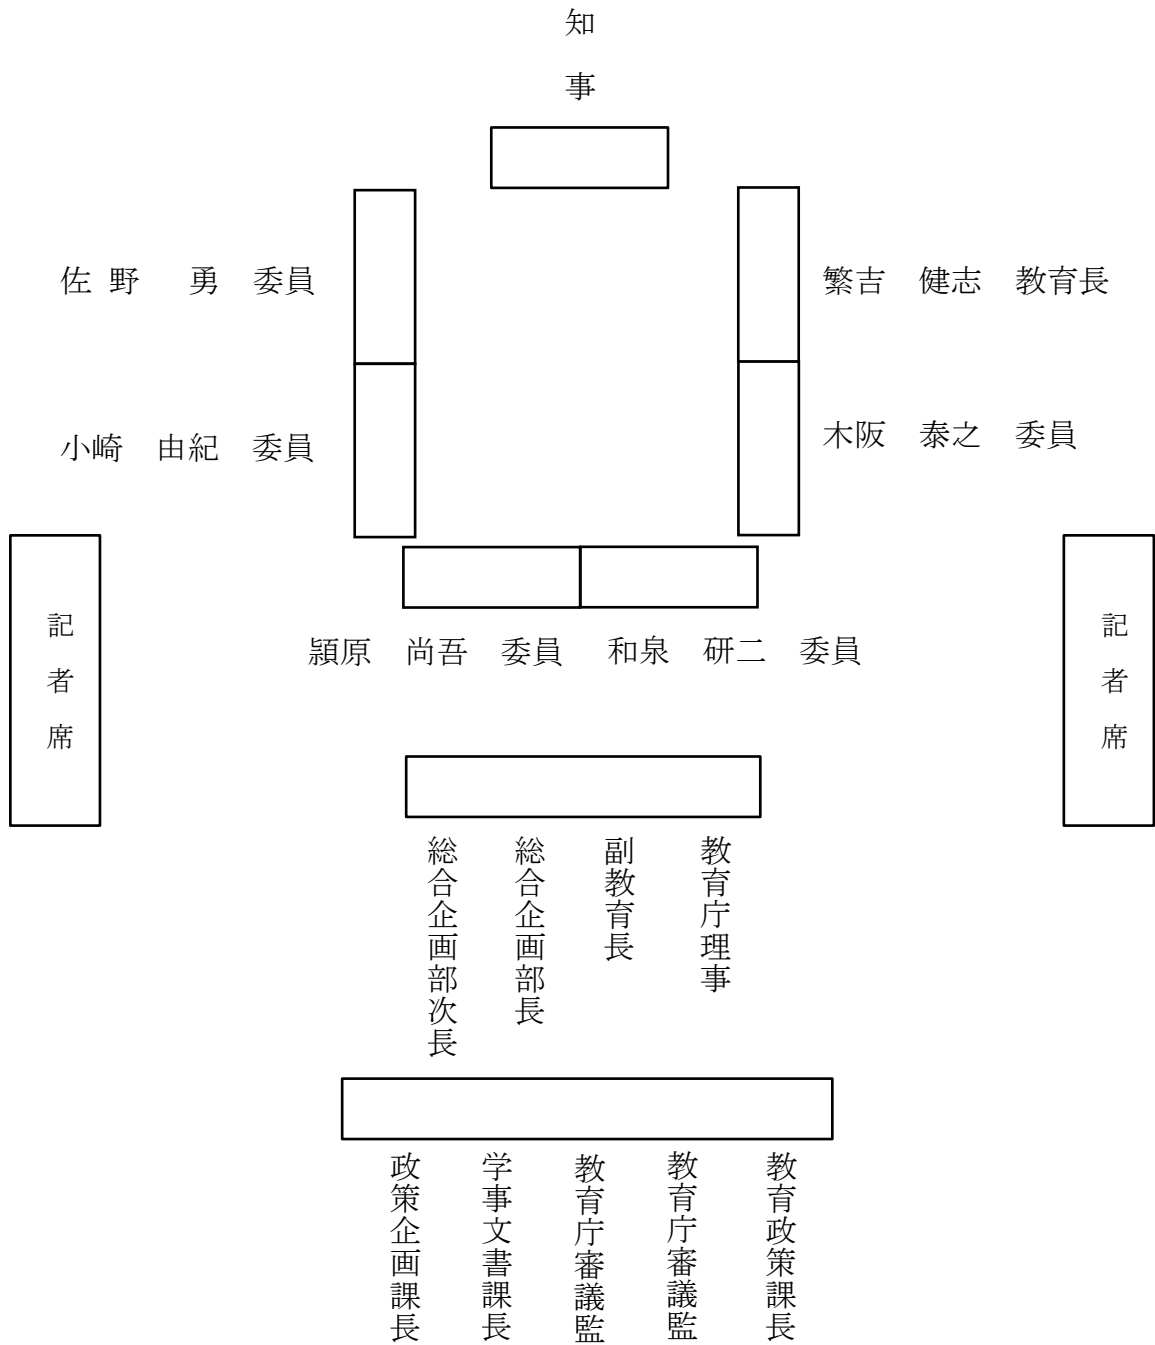 知事
佐野　勇　委員
繁吉　健志　教育長
小崎　由紀　委員
木阪　泰之　委員
頴原　尚吾　委員
和泉　研二　委員
記者席
記者席
総合企画部次長
総合企画部長
副教育長
教育庁理事
政策企画課長
学事文書課長
教育庁審議監
教育庁審議監
教育政策課長